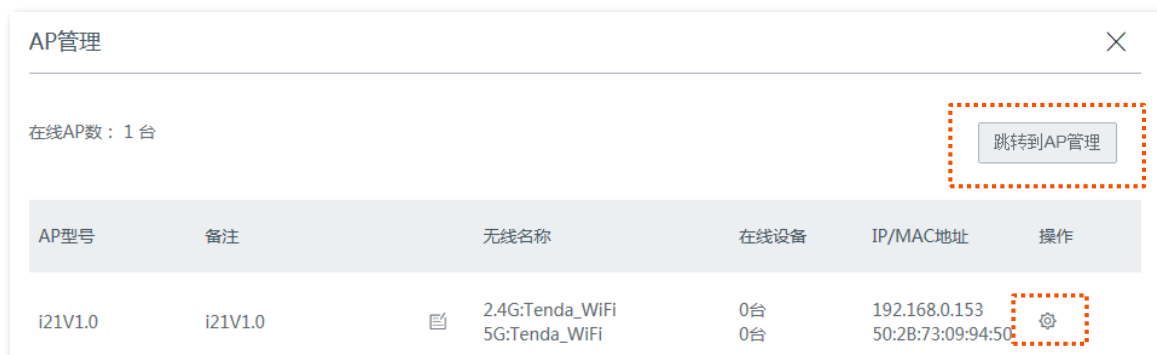 AP管理
在线AP数：1 台
跳转到AP管理
AP型号 备注 无线名称 在线设备 IP/MAC地址 操作
i21V1.0 i21V1.0 2.4G:Tenda_WiFi 0台 192.168.0.153
5G:Tenda_WiFi 0台 50:2B:73:09:94:50